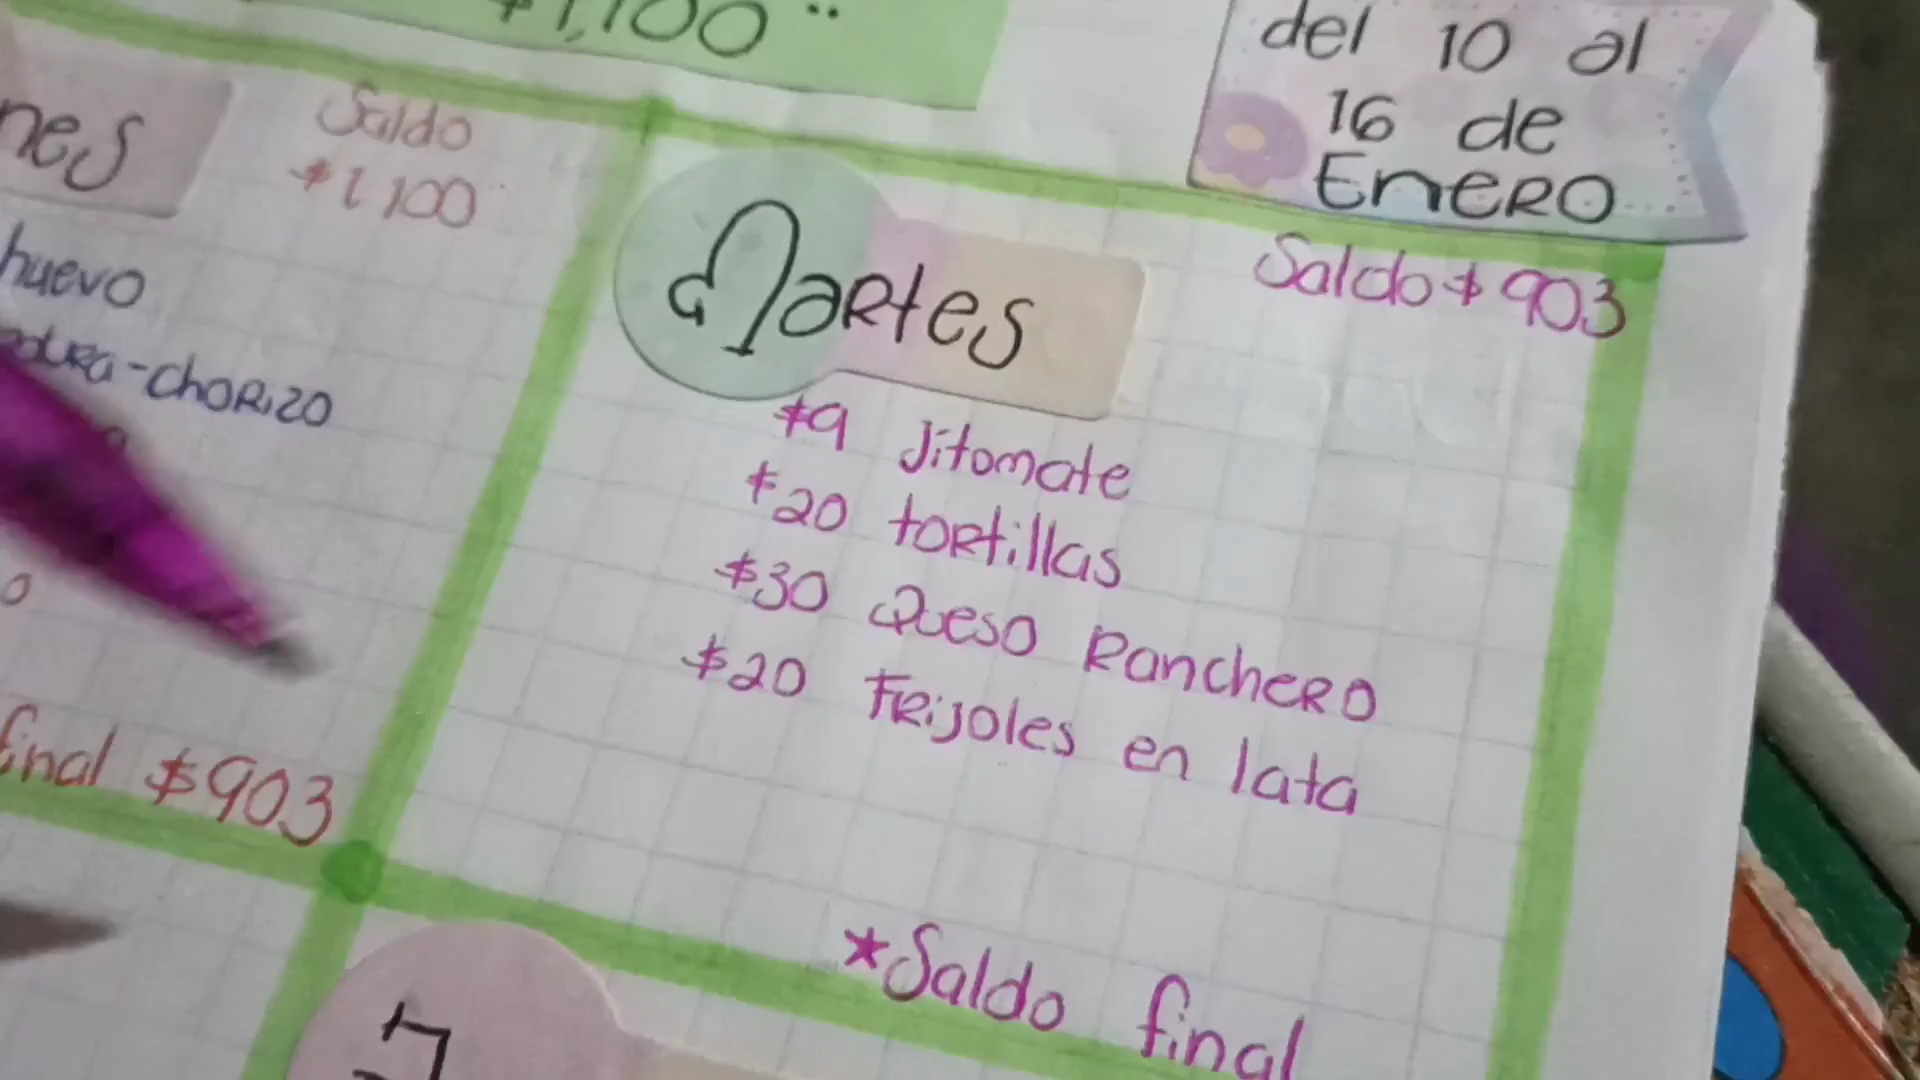 $1,100
del 10 al
16 de
Enero
nes
Saldo
$1,100
huevo
dura-chorizo
final $903
Martes
Saldo $903
$9 Jitomate
$20 tortillas
$30 Queso Ranchero
$20 Frijoles en lata
*Saldo final